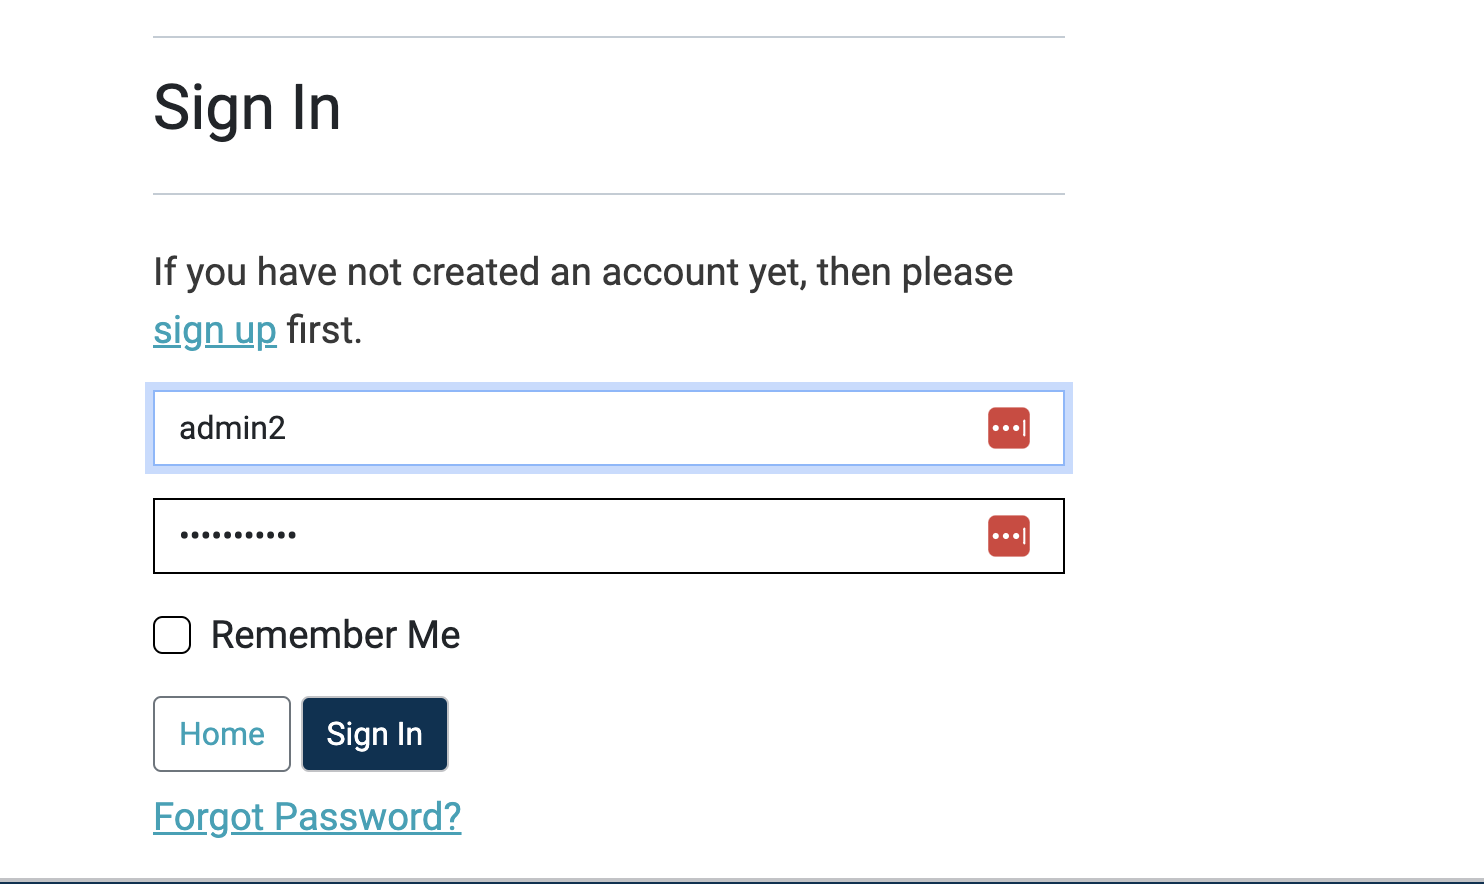 Sign In
If you have not created an account yet, then please
sign up first.
admin2
•••••••••••
Remember Me
Home Sign In
Forgot Password?